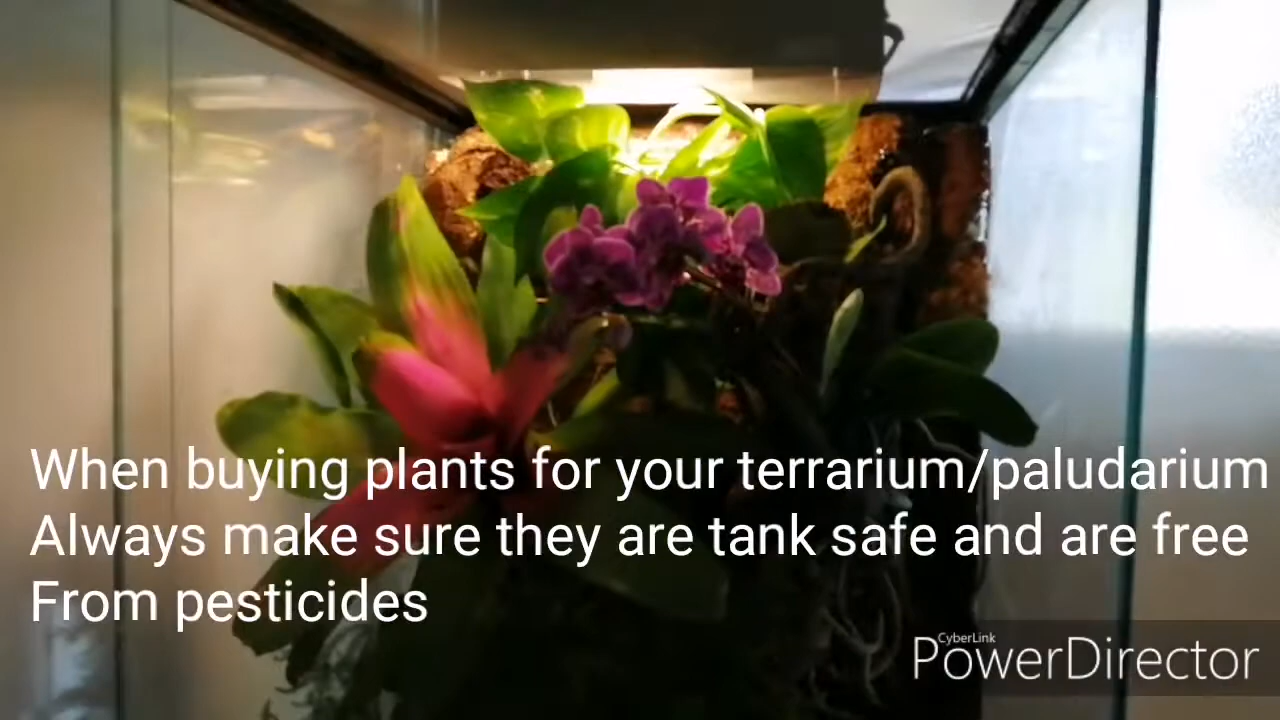 When buying plants for your terrarium/paludarium
Always make sure they are tank safe and are free
From pesticides
CyberLink
PowerDirector